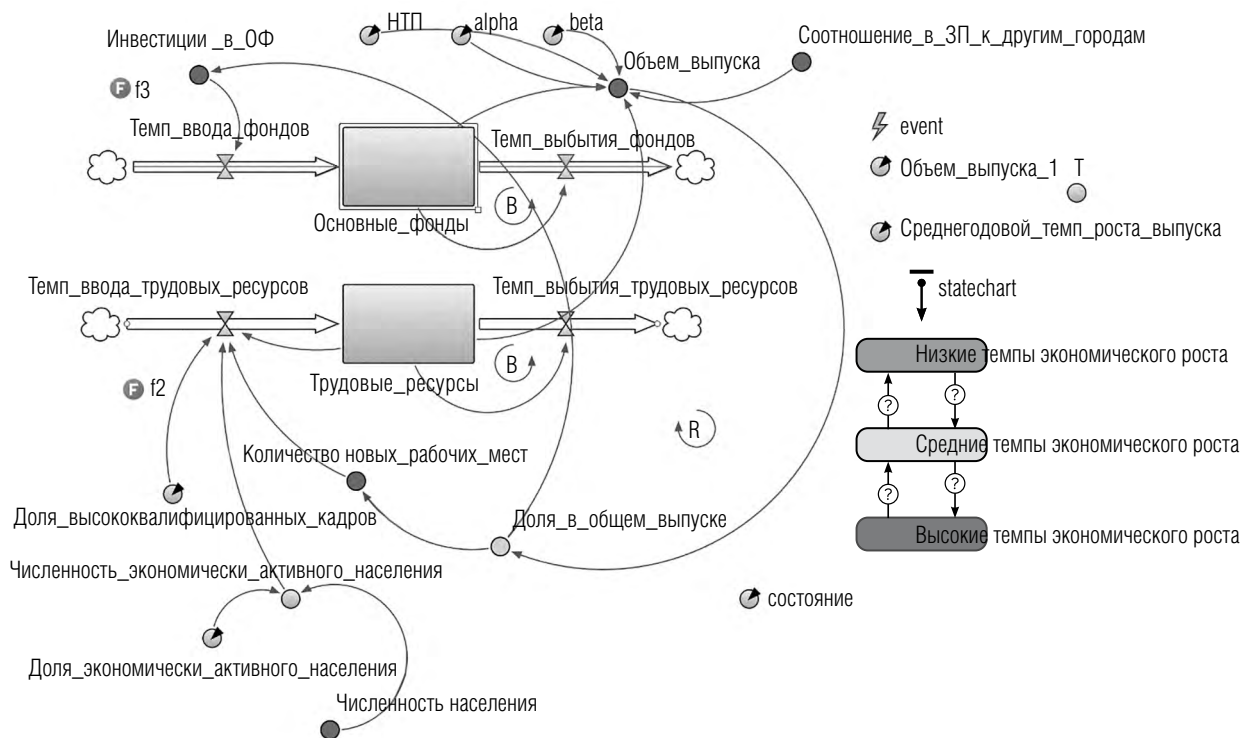 НТП
alpha
beta
Инвестиции _в_ОФ
Соотношение_в_ЗП_к_другим_городам
Объем_выпуска
F f3
Темп_ввода_фондов
Темп_выбытия_фондов
event
Объем_выпуска_1
T
B
Основные_фонды
Среднегодовой_темп_роста_выпуска
Темп_ввода_трудовых_ресурсов
Темп_выбытия_трудовых_ресурсов
statechart
Низкие темпы экономического роста
B
Трудовые_ресурсы
F f2
? ?
R
Средние темпы экономического роста
Количество новых_рабочих_мест
? ?
Доля_высококвалифицированных_кадров
Доля_в_общем_выпуске
Высокие темпы экономического роста
Численность_экономически_активного_населения
состояние
Доля_экономически_активного_населения
Численность населения